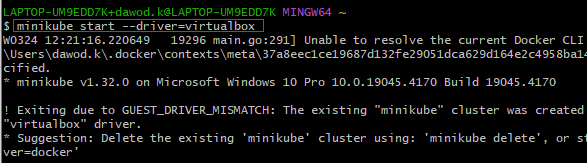 LAPTOP-UM9EDD7K+dawod.k@LAPTOP-UM9EDD7K MINGW64 ~
$ minikube start --driver=virtualbox
W0324 12:21:16.220649   19296 main.go:291] Unable to resolve the current Docker CLI
\Users\dawod.k\.docker\contexts\meta\37a8eec1ce19687d132fe29051dca629d164e2c4958ba14
cified.
* minikube v1.32.0 on Microsoft Windows 10 Pro 10.0.19045.4170 Build 19045.4170
! Exiting due to GUEST_DRIVER_MISMATCH: The existing "minikube" cluster was created
"virtualbox" driver.
* Suggestion: Delete the existing 'minikube' cluster using: 'minikube delete', or st
ver=docker'